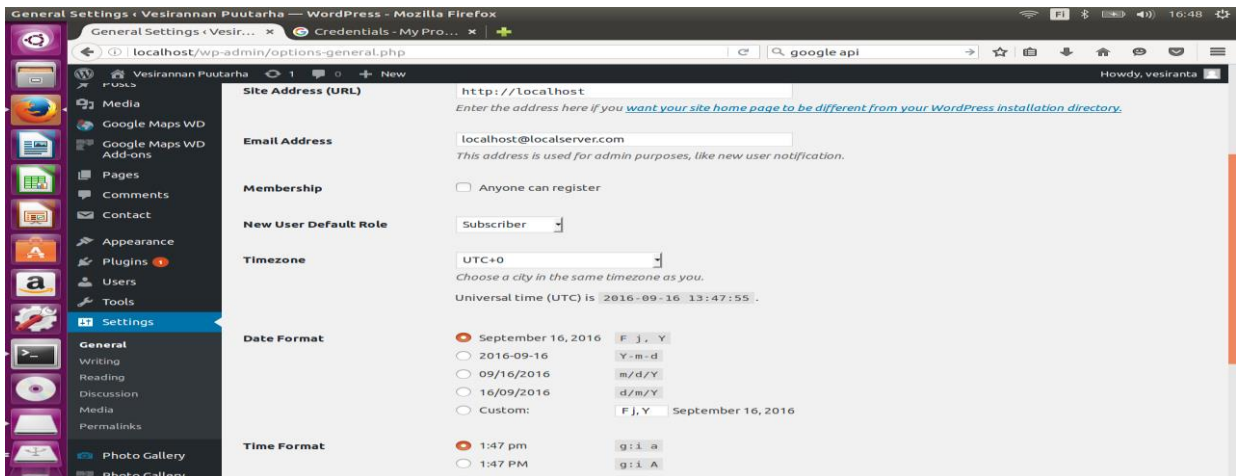 General Settings ‹ Vesirannan Puutarha — WordPress - Mozilla Firefox
Fi
16:48
General Settings ‹ Vesir... ×
G Credentials - My Pro... ×
localhost/wp-admin/options-general.php
google api
Vesirannan Puutarha
1
0
+ New
Howdy, vesiranta
Posts
Media
Google Maps WD
Google Maps WD
Add-ons
Pages
Comments
Contact
Appearance
Plugins 1
Users
Tools
Settings
General
Writing
Reading
Discussion
Media
Permalinks
Photo Gallery
Photo Gallery
Site Address (URL)
http://localhost
Enter the address here if you want your site home page to be different from your WordPress installation directory.
Email Address
localhost@localserver.com
This address is used for admin purposes, like new user notification.
Membership
Anyone can register
New User Default Role
Subscriber
Timezone
UTC+0
Choose a city in the same timezone as you.
Universal time (UTC) is 2016-09-16 13:47:55 .
Date Format
September 16, 2016 F j, Y
2016-09-16 Y-m-d
09/16/2016 m/d/Y
16/09/2016 d/m/Y
Custom: F j, Y September 16, 2016
Time Format
1:47 pm g:i a
1:47 PM g:i A